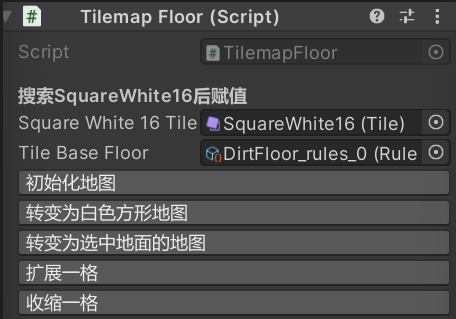 Tilemap Floor (Script)
Script TilemapFloor
搜索SquareWhite16后赋值
Square White 16 Tile SquareWhite16 (Tile)
Tile Base Floor DirtFloor_rules_0 (Rule
初始化地图
转变为白色方形地图
转变为选中地面的地图
扩展一格
收缩一格